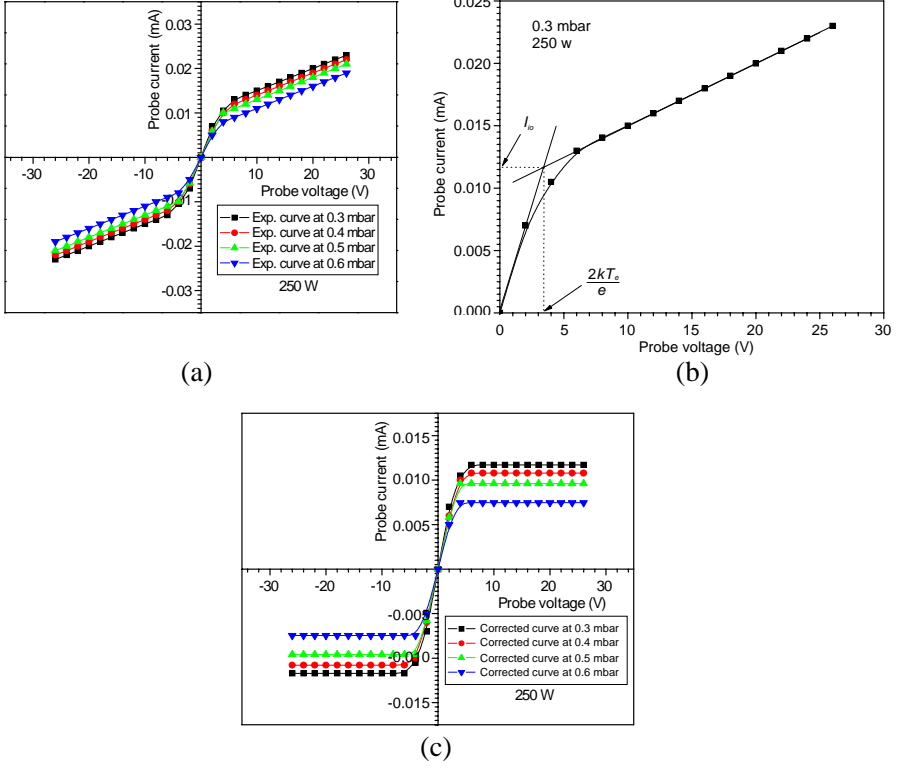 0.03
0.02
0.01
-0.01
-0.02
-0.03
Probe current (mA)
-30
-20
-10
0
10
20
30
Probe voltage (V)
Exp. curve at 0.3 mbar
Exp. curve at 0.4 mbar
Exp. curve at 0.5 mbar
Exp. curve at 0.6 mbar
250 W
(a)
0.025
0.020
0.015
0.010
0.005
0.000
Probe current (mA)
0.3 mbar
250 w
I_io
2kT_e
e
0
5
10
15
20
25
30
Probe voltage (V)
(b)
0.015
0.010
0.005
-0.015
Probe current (mA)
-30
-20
-10
0
10
20
30
Probe voltage (V)
Corrected curve at 0.3 mbar
Corrected curve at 0.4 mbar
Corrected curve at 0.5 mbar
Corrected curve at 0.6 mbar
250 W
(c)